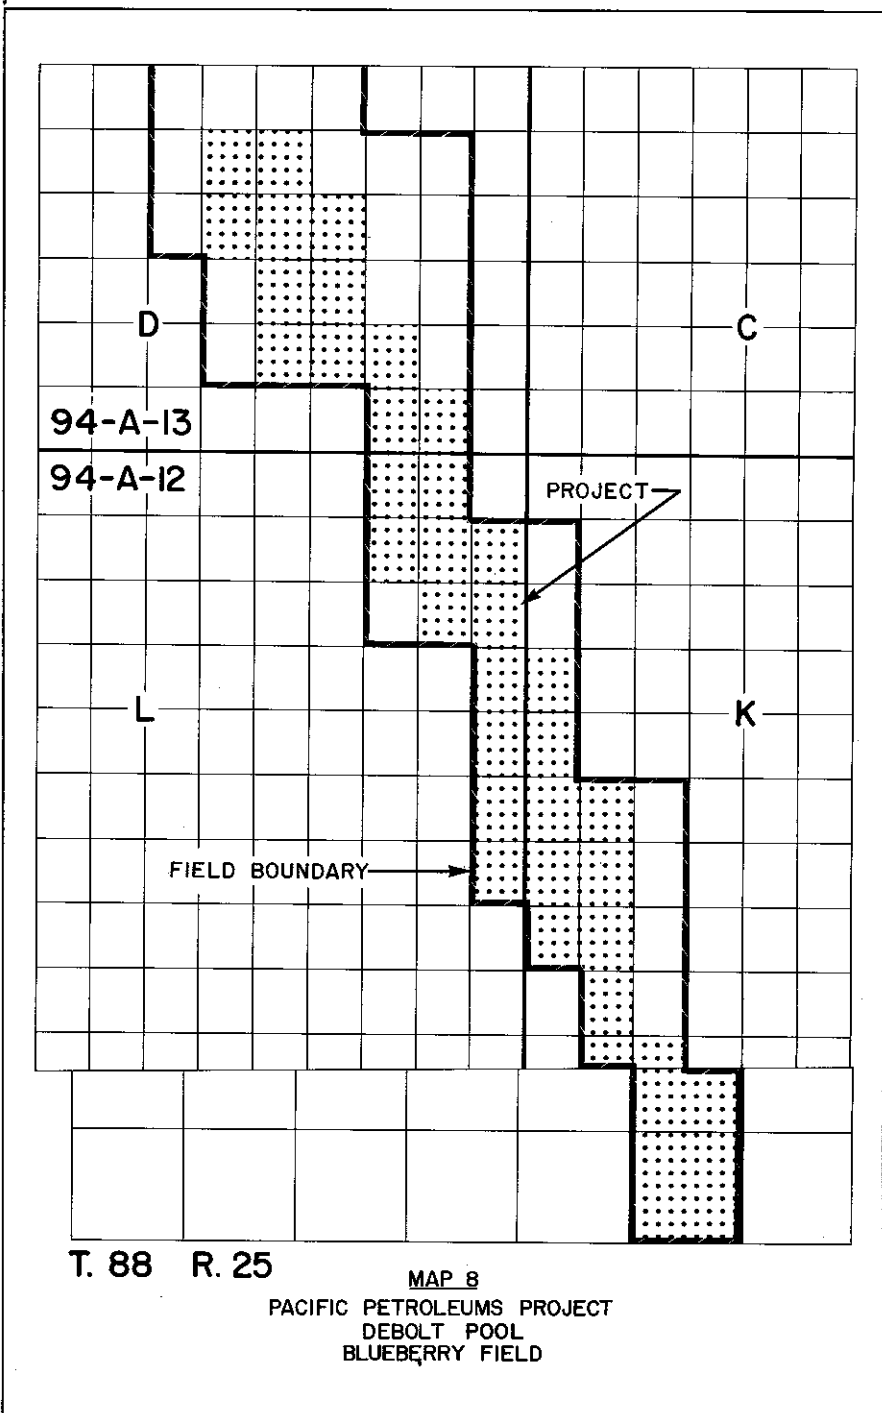 D
C
94-A-13
94-A-12
PROJECT
L
K
FIELD BOUNDARY
T. 88 R. 25
MAP 8
PACIFIC PETROLEUMS PROJECT
DEBOLT POOL
BLUEBERRY FIELD